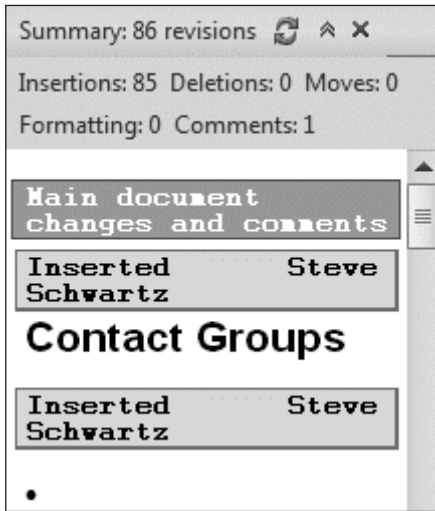 Summary: 86 revisions
Insertions: 85 Deletions: 0 Moves: 0
Formatting: 0 Comments: 1
Main document
changes and comments
Inserted Steve
Schwartz
Contact Groups
Inserted Steve
Schwartz
•